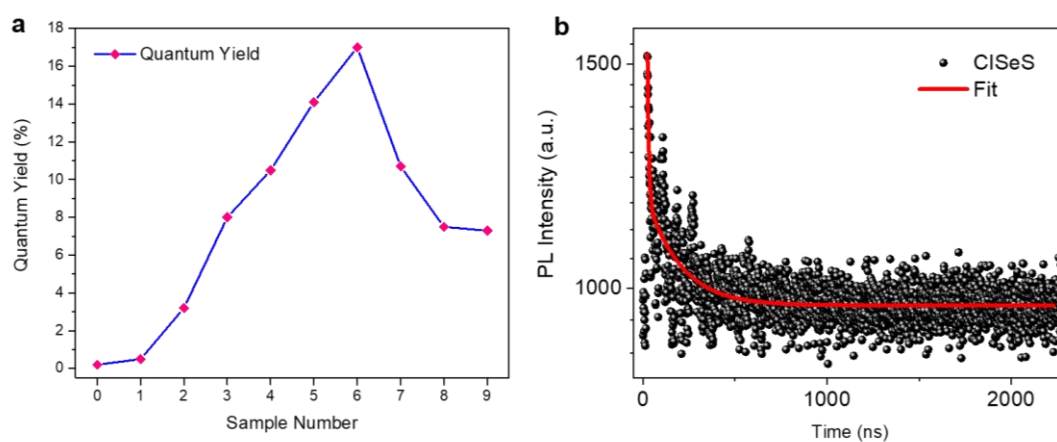 a
18
16
14
12
10
8
6
4
2
0
Quantum Yield (%)
Quantum Yield
0 1 2 3 4 5 6 7 8 9
Sample Number
b
1500
1000
PL Intensity (a.u.)
CISeS
Fit
0 1000 2000
Time (ns)